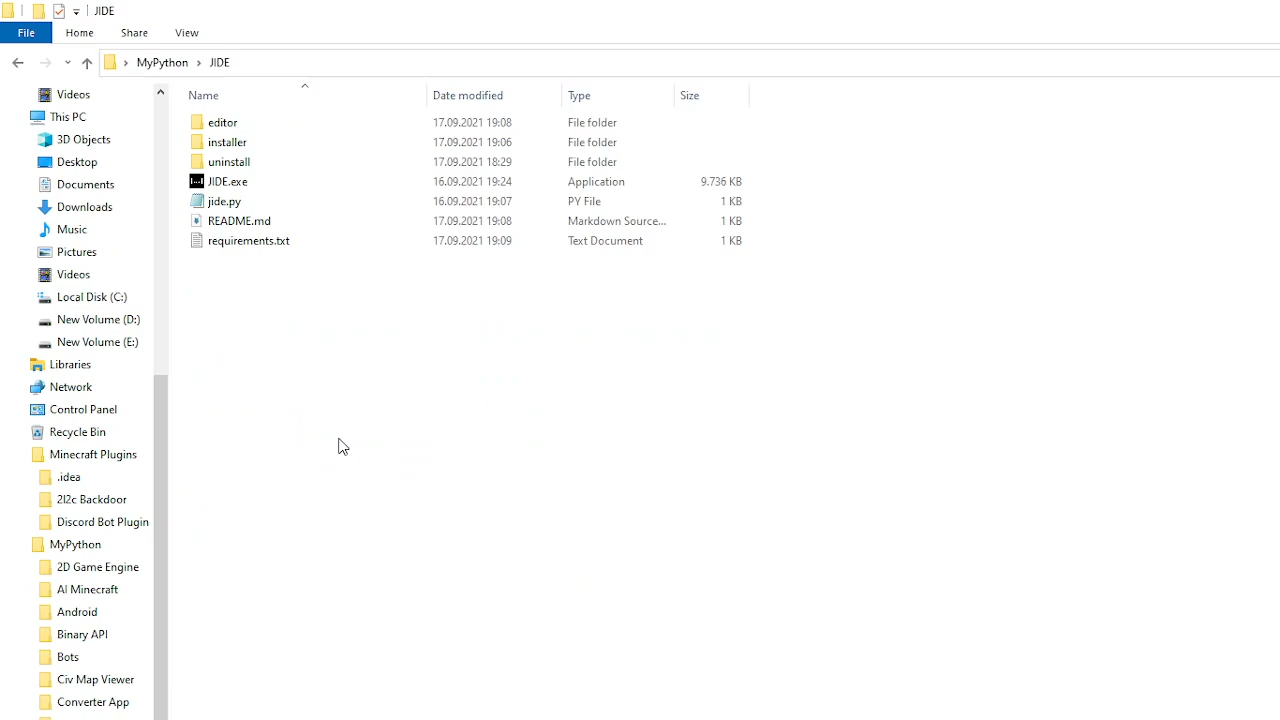 JIDE
File Home Share View
MyPython JIDE
Name Date modified Type Size
editor 17.09.2021 19:08 File folder
installer 17.09.2021 19:06 File folder
uninstall 17.09.2021 18:29 File folder
JIDE.exe 16.09.2021 19:24 Application 9.736 KB
jide.py 16.09.2021 19:07 PY File 1 KB
README.md 17.09.2021 19:08 Markdown Source... 1 KB
requirements.txt 17.09.2021 19:09 Text Document 1 KB
Videos
This PC
3D Objects
Desktop
Documents
Downloads
Music
Pictures
Videos
Local Disk (C:)
New Volume (D:)
New Volume (E:)
Libraries
Network
Control Panel
Recycle Bin
Minecraft Plugins
.idea
2l2c Backdoor
Discord Bot Plugin
MyPython
2D Game Engine
AI Minecraft
Android
Binary API
Bots
Civ Map Viewer
Converter App